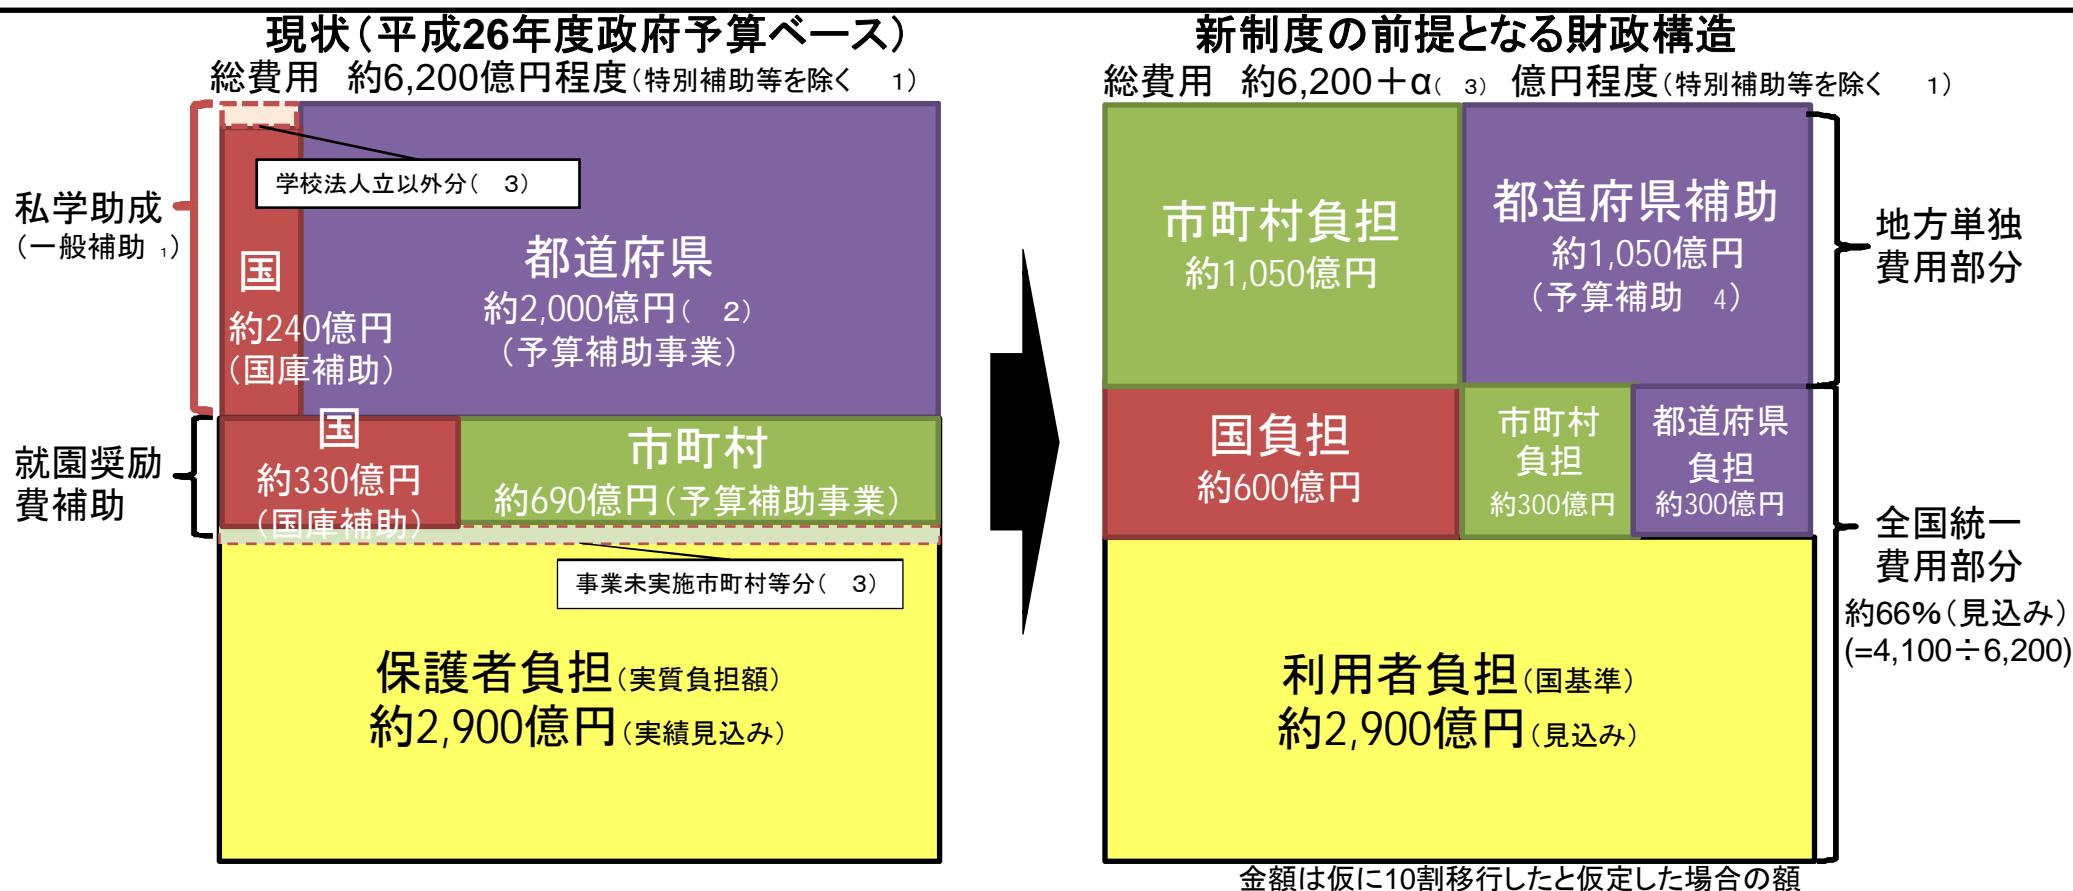 現状（平成26年度政府予算ベース）
総費用 約6,200億円程度（特別補助等を除く 1）
私学助成
（一般補助 1）
学校法人立以外分（ 3）
国
約240億円
（国庫補助）
都道府県
約2,000億円（ 2）
（予算補助事業）
就園奨励
費補助
国
約330億円
（国庫補助）
市町村
約690億円（予算補助事業）
事業未実施市町村等分（ 3）
保護者負担（実質負担額）
約2,900億円（実績見込み）
新制度の前提となる財政構造
総費用 約6,200＋α（ 3） 億円程度（特別補助等を除く 1）
市町村負担
約1,050億円
都道府県補助
約1,050億円
（予算補助 4）
地方単独
費用部分
国負担
約600億円
市町村
負担
約300億円
都道府県
負担
約300億円
全国統一
費用部分
約66%（見込み）
(=4,100÷6,200)
利用者負担（国基準）
約2,900億円（見込み）
金額は仮に10割移行したと仮定した場合の額